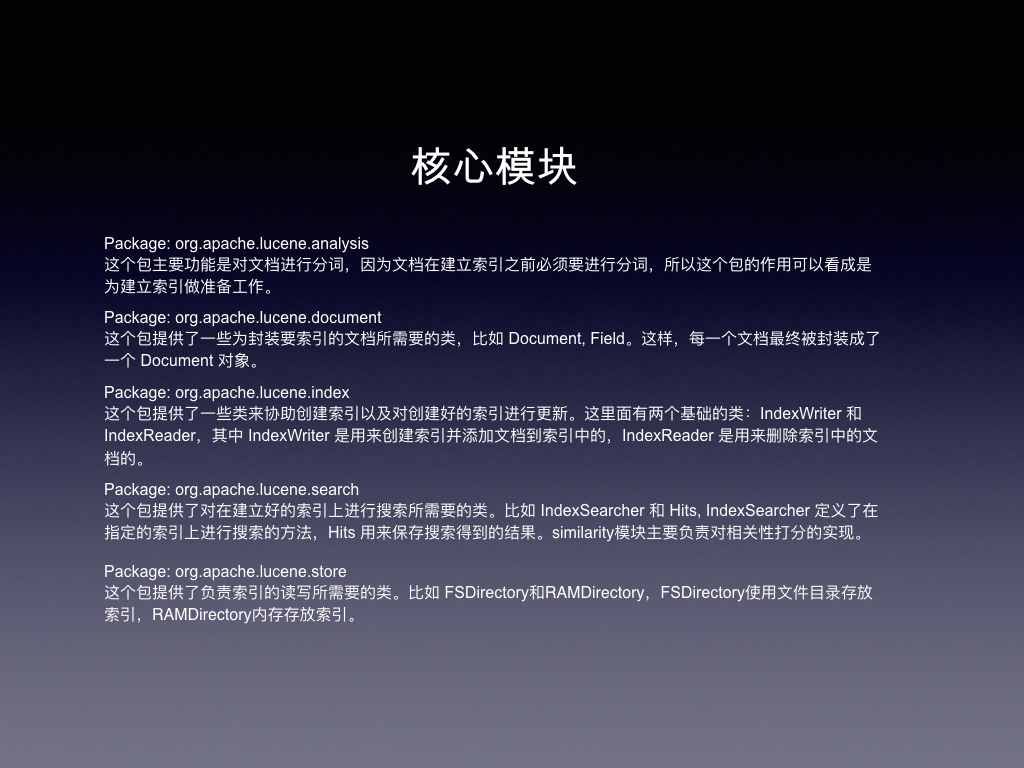 核心模块
Package: org.apache.lucene.analysis
这个包主要功能是对文档进行分词，因为文档在建立索引之前必须要进行分词，所以这个包的作用可以看成是
为建立索引做准备工作。
Package: org.apache.lucene.document
这个包提供了一些为封装要索引的文档所需要的类，比如 Document, Field。这样，每一个文档最终被封装成了
一个 Document 对象。
Package: org.apache.lucene.index
这个包提供了一些类来协助创建索引以及对创建好的索引进行更新。这里面有两个基础的类：IndexWriter 和
IndexReader，其中 IndexWriter 是用来创建索引并添加文档到索引中的，IndexReader 是用来删除索引中的文
档的。
Package: org.apache.lucene.search
这个包提供了对在建立好的索引上进行搜索所需要的类。比如 IndexSearcher 和 Hits, IndexSearcher 定义了在
指定的索引上进行搜索的方法，Hits 用来保存搜索得到的结果。similarity模块主要负责对相关性打分的实现。
Package: org.apache.lucene.store
这个包提供了负责索引的读写所需要的类。比如 FSDirectory和RAMDirectory，FSDirectory使用文件目录存放
索引，RAMDirectory内存存放索引。